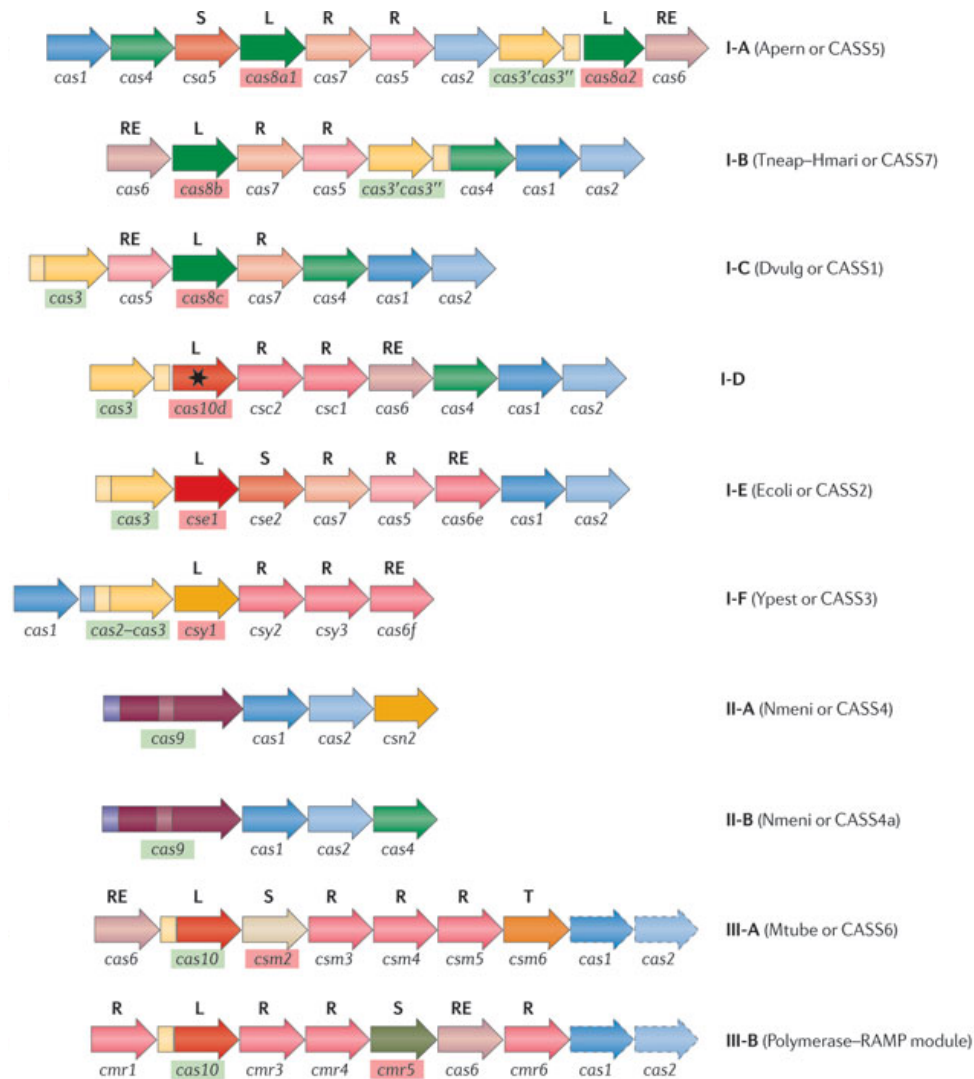 S L R R L RE
I-A (Apern or CASS5)
cas1 cas4 csa5 cas8a1 cas7 cas5 cas2 cas3′cas3″ cas8a2 cas6
RE L R R
I-B (Tneap–Hmari or CASS7)
cas6 cas8b cas7 cas5 cas3′cas3″ cas4 cas1 cas2
RE L R
I-C (Dvulg or CASS1)
cas3 cas5 cas8c cas7 cas4 cas1 cas2
L R R RE
I-D
cas3 cas10d csc2 csc1 cas6 cas4 cas1 cas2
L S R R RE
I-E (Ecoli or CASS2)
cas3 cse1 cse2 cas7 cas5 cas6e cas1 cas2
L R R RE
I-F (Ypest or CASS3)
cas1 cas2–cas3 csy1 csy2 csy3 cas6f
II-A (Nmeni or CASS4)
cas9 cas1 cas2 csn2
II-B (Nmeni or CASS4a)
cas9 cas1 cas2 cas4
RE L S R R R T
III-A (Mtube or CASS6)
cas6 cas10 csm2 csm3 csm4 csm5 csm6 cas1 cas2
R L R R S RE R
III-B (Polymerase–RAMP module)
cmr1 cas10 cmr3 cmr4 cmr5 cas6 cmr6 cas1 cas2